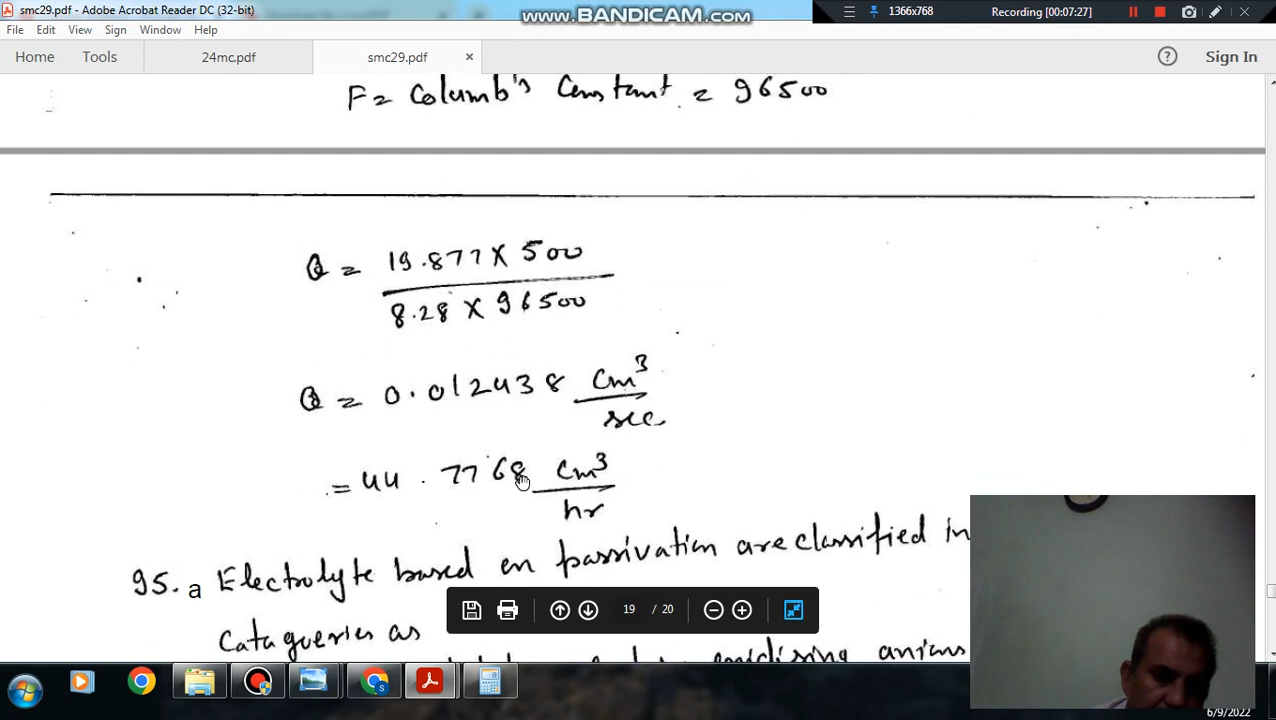 smc29.pdf - Adobe Acrobat Reader DC (32-bit)
www.BANDICAM.com
1366x768
Recording [00:07:27]
File Edit View Sign Window Help
Home Tools 24mc.pdf smc29.pdf × ? Sign In
F = Columb's Constant = 96500
Q = 19.877 X 500
8.28 X 96500
Q = 0.012438 cm³
sec
= 44.7768 cm³
hr
95. a Electrolyte based on passivation are classified in
19 / 20
Catagueries as
anions
6/9/2022